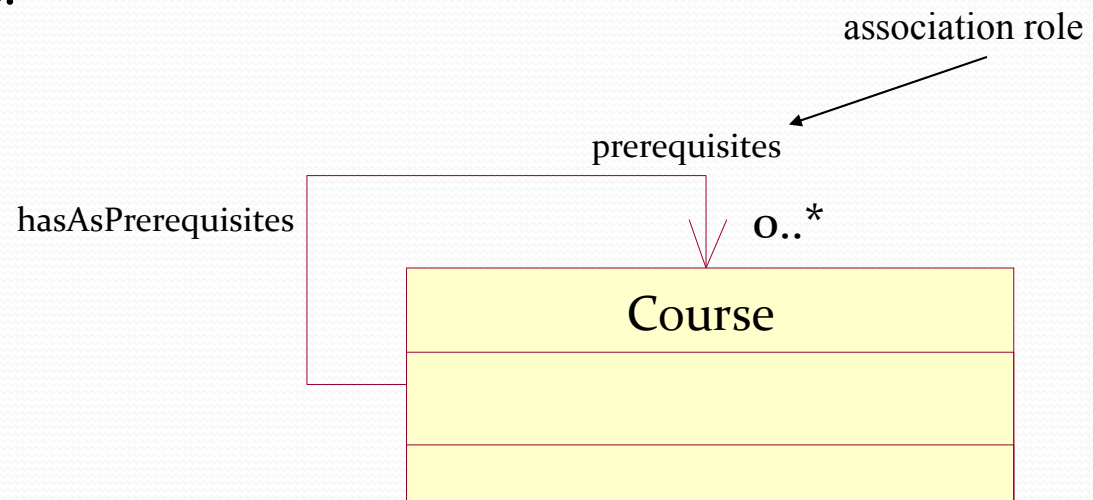 association role
prerequisites
hasAsPrerequisites
0..*
Course